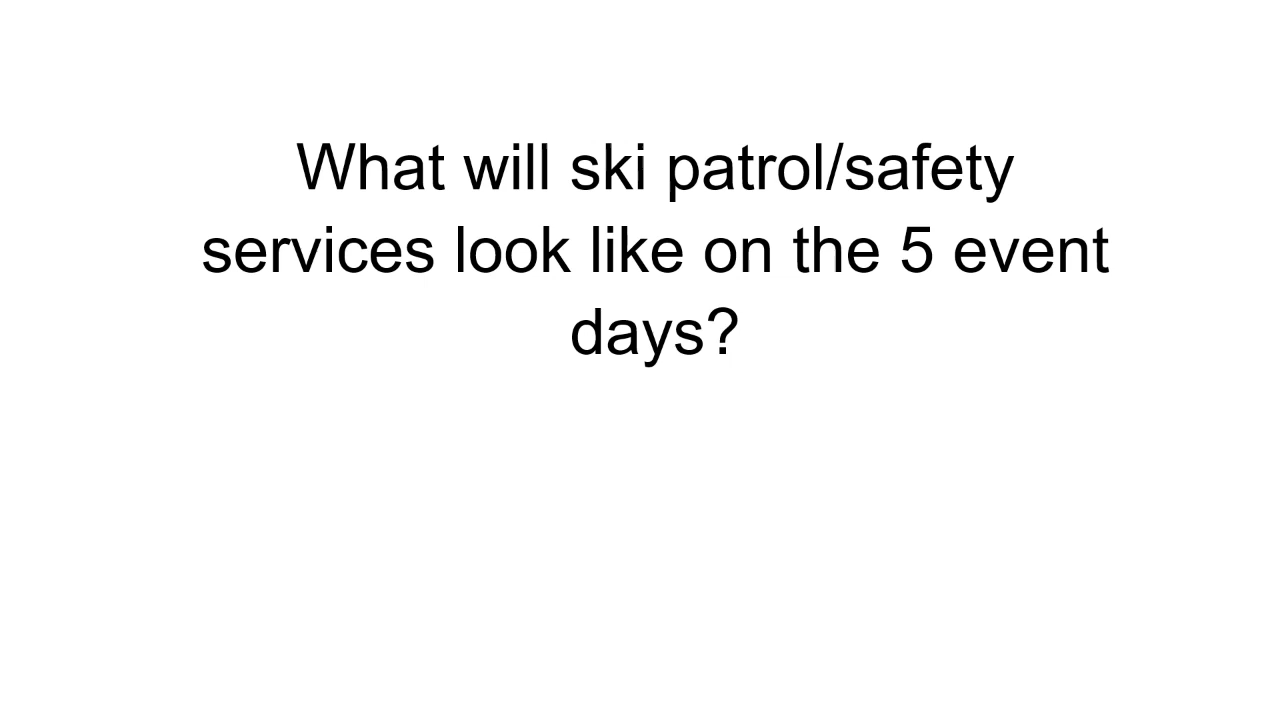 What will ski patrol/safety
services look like on the 5 event
days?